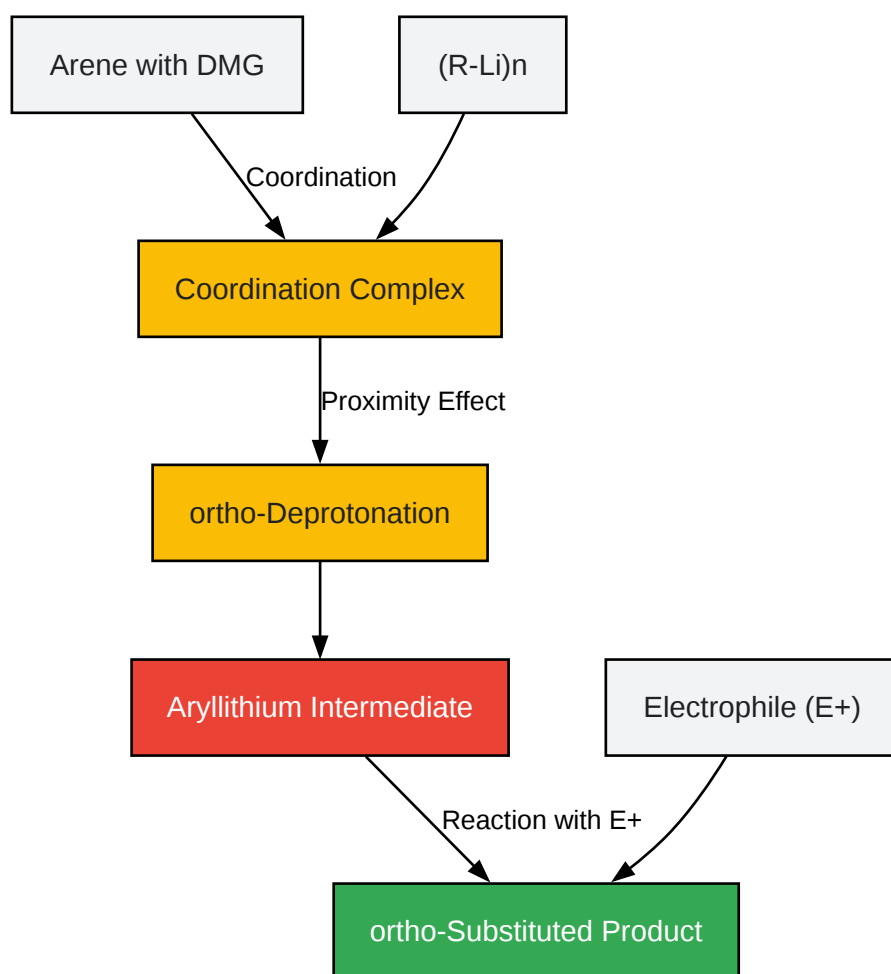 Arene with DMG
(R-Li)n
Coordination
Coordination Complex
Proximity Effect
ortho-Deprotonation
Aryllithium Intermediate
Electrophile (E+)
Reaction with E+
ortho-Substituted Product